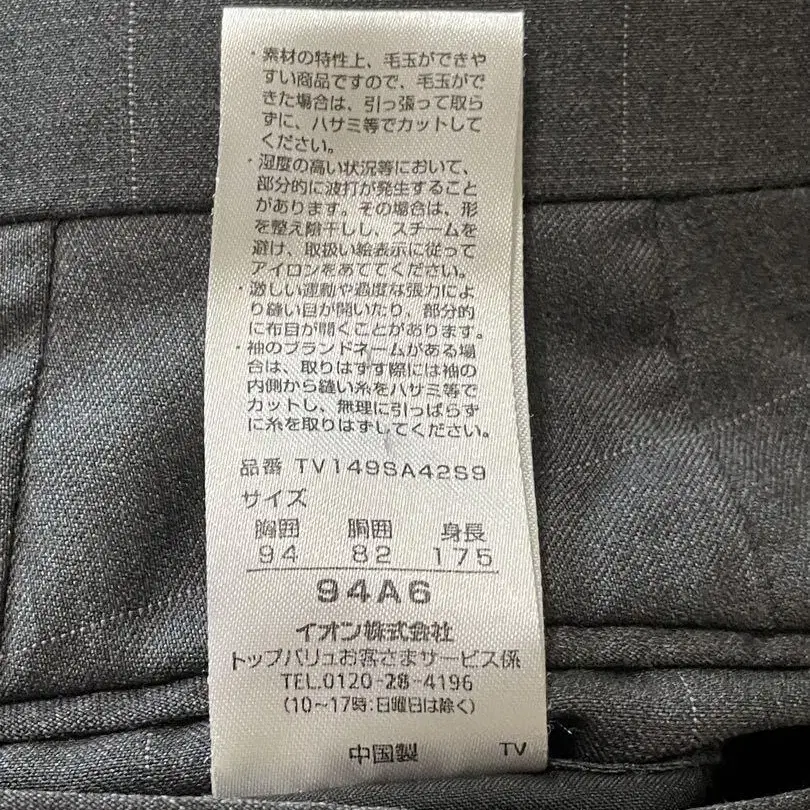 ・素材の特性上、毛玉ができや
すい商品ですので、毛玉がで
きた場合は、引っ張って取ら
ずに、ハサミ等でカットして
ください。
・湿度の高い状況等において、
部分的に波打が発生すること
があります。その場合は、形
を整え陰干しし、スチームを
避け、取扱い絵表示に従って
アイロンをあててください。
・激しい運動や過度な張力によ
り縫い目が開いたり、部分的
に布目が開くことがあります。
・袖のブランドネームがある場
合は、取りはずす際には袖の
内側から縫い糸をハサミ等で
カットし、無理に引っぱらず
に糸を取りはずしてください。
品番 TV149SA42S9
サイズ
胸囲 胴囲 身長
94 82 175
94A6
イオン株式会社
トップバリュお客さまサービス係
TEL.0120-28-4196
(10～17時:日曜日は除く)
中国製 TV